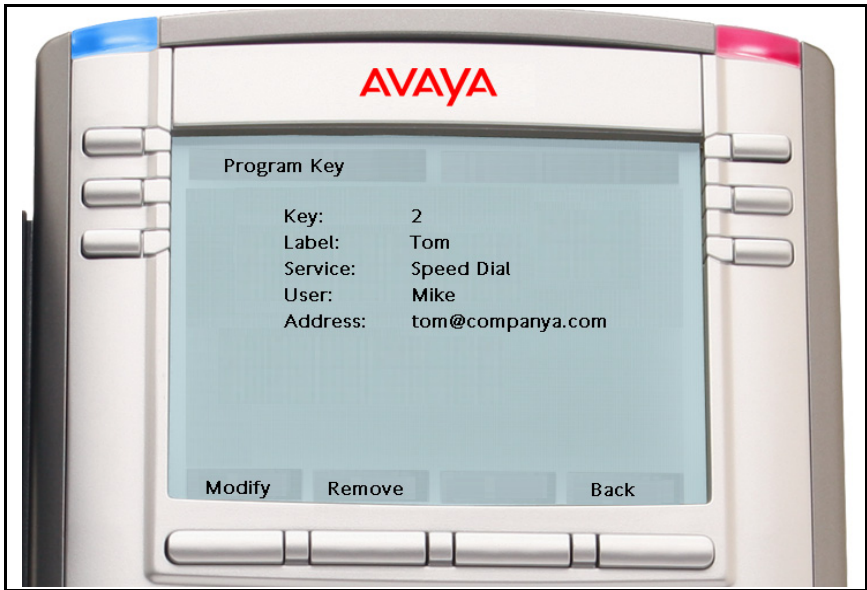 AVAYA
Program Key
Key: 2
Label: Tom
Service: Speed Dial
User: Mike
Address: tom@companya.com
Modify Remove Back